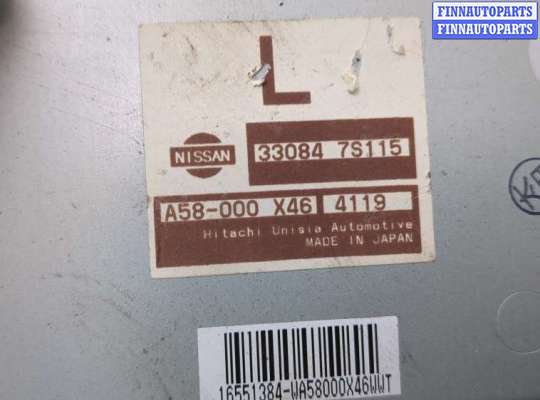 FINNAUTOPARTS
FINNAUTOPARTS
L
NISSAN
33084 7S115
A58-000 X46 4119
Hitachi Unisia Automotive
MADE IN JAPAN
16551384-WA58000X46WWT